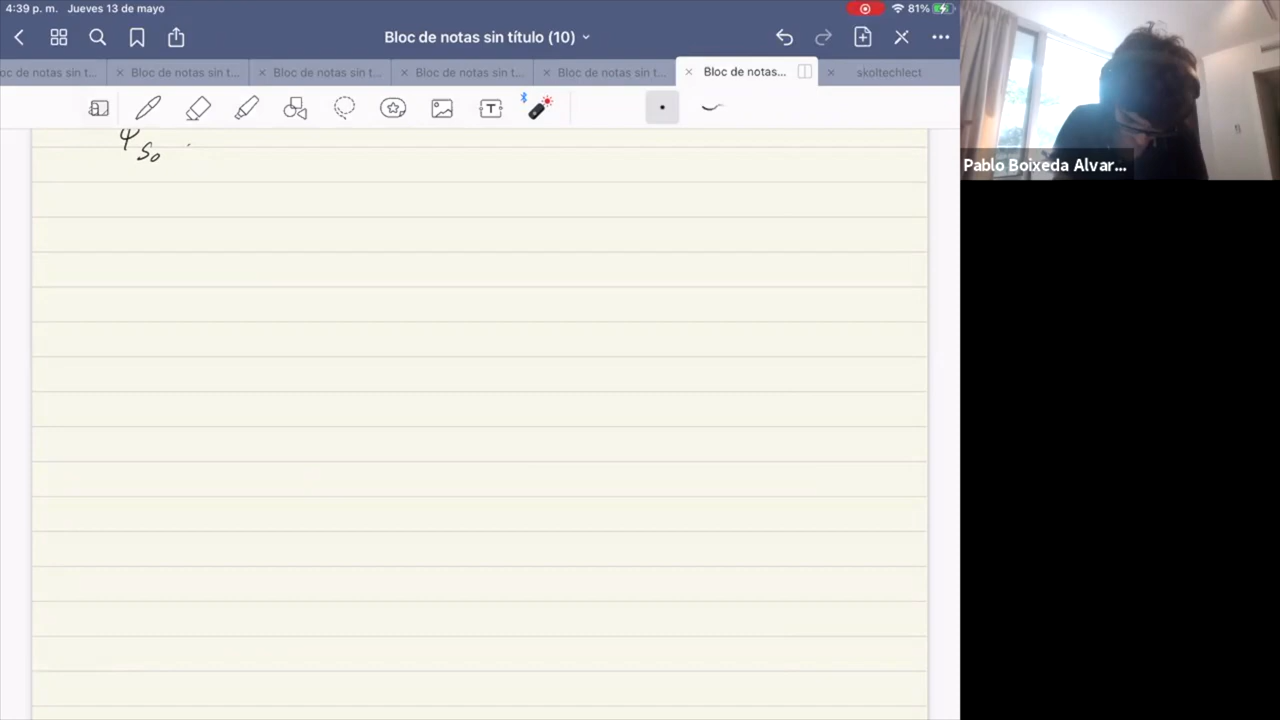 4:39 p. m. Jueves 13 de mayo
81%
Bloc de notas sin título (10)
oc de notas sin t...
Bloc de notas sin t...
Bloc de notas sin t...
Bloc de notas sin t...
Bloc de notas sin t...
Bloc de notas...
skoltechlect
T
Ψ S₀
Pablo Boixeda Alvar...